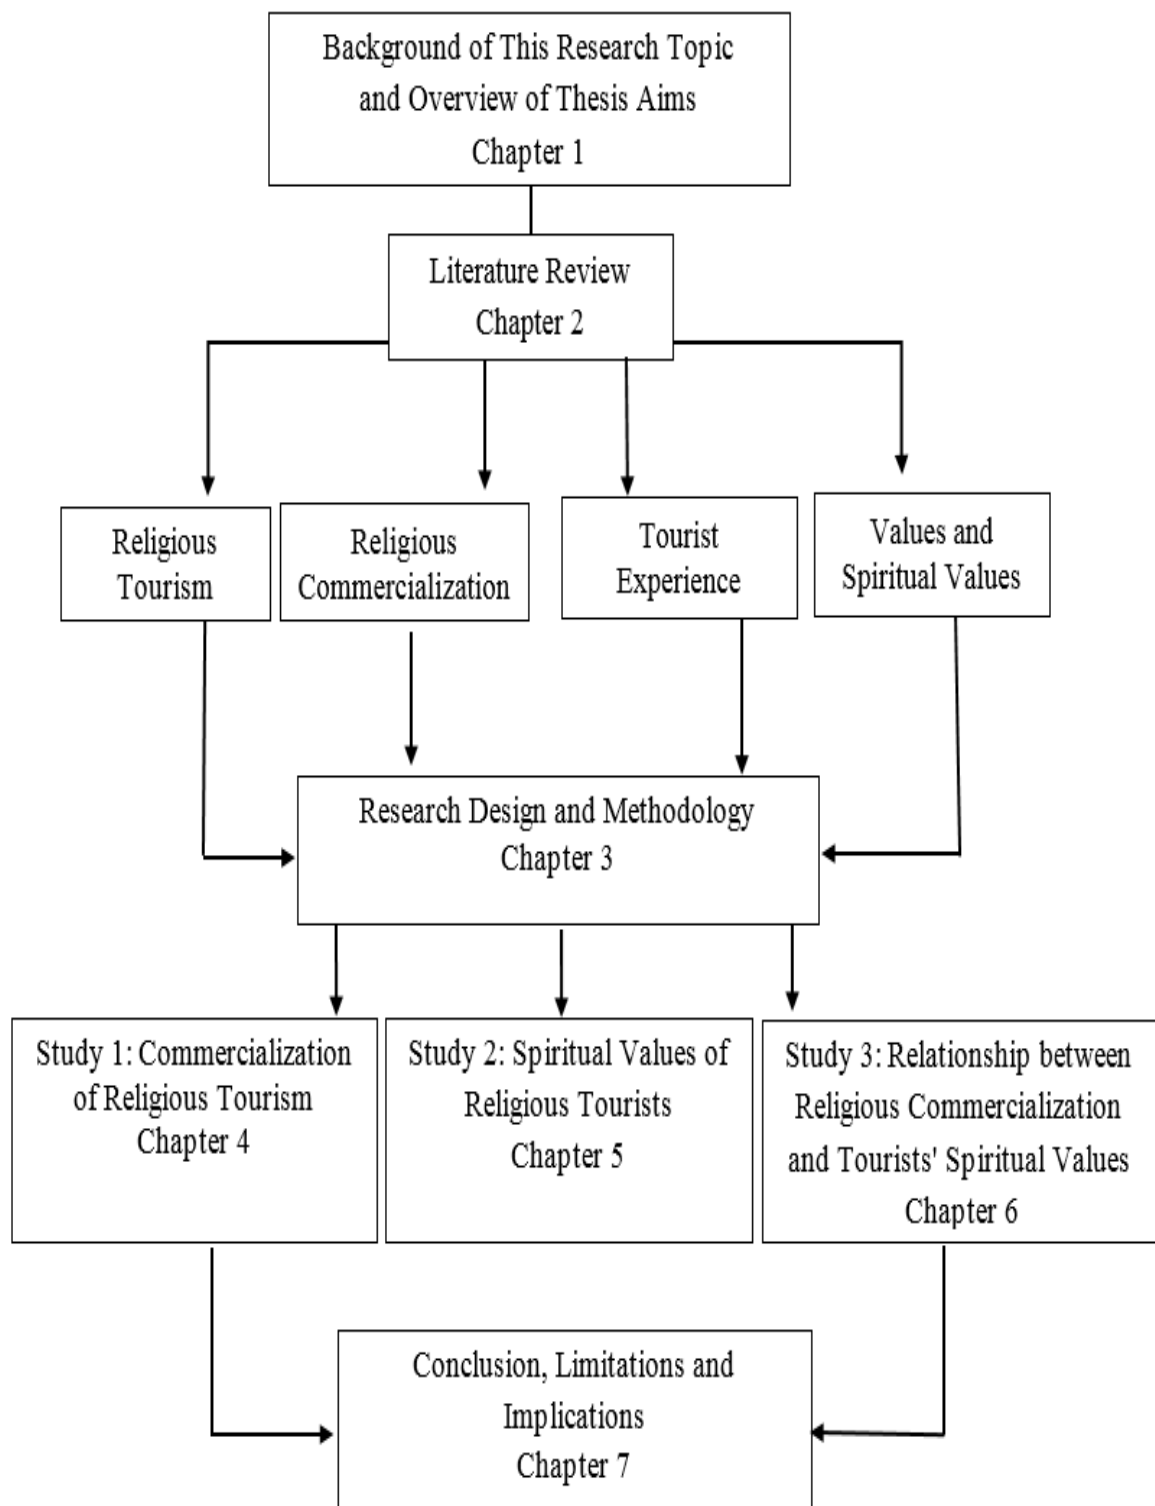 Background of This Research Topic
and Overview of Thesis Aims
Chapter 1
Literature Review
Chapter 2
Religious
Tourism
Religious
Commercialization
Tourist
Experience
Values and
Spiritual Values
Research Design and Methodology
Chapter 3
Study 1: Commercialization
of Religious Tourism
Chapter 4
Study 2: Spiritual Values of
Religious Tourists
Chapter 5
Study 3: Relationship between
Religious Commercialization
and Tourists' Spiritual Values
Chapter 6
Conclusion, Limitations and
Implications
Chapter 7